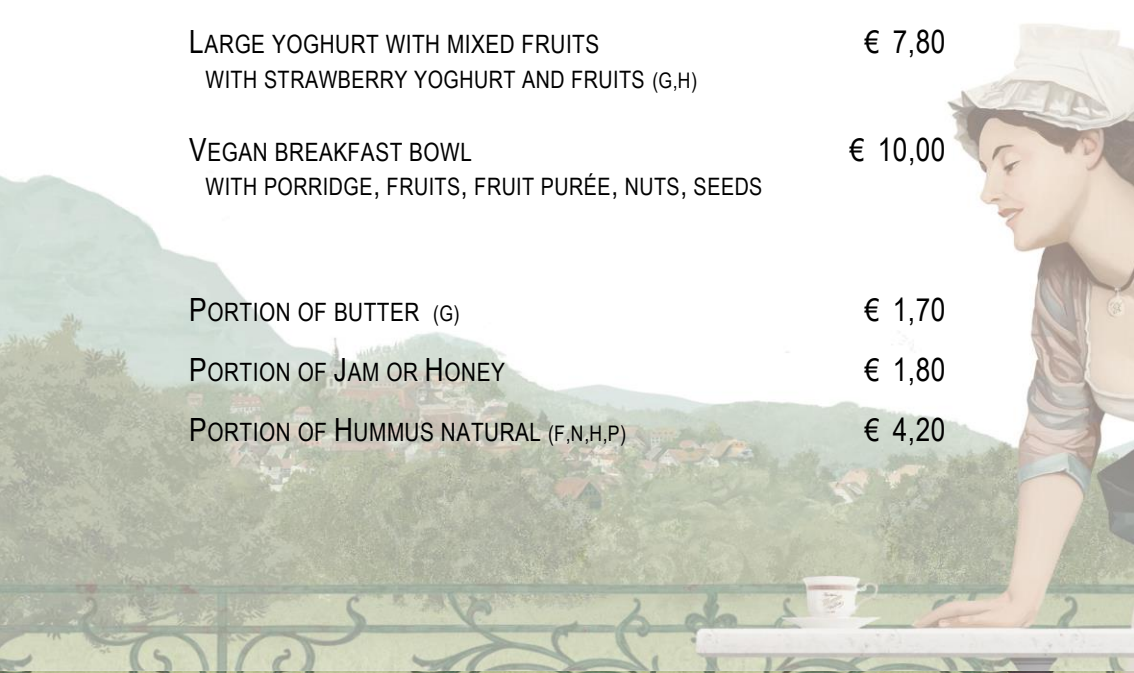 LARGE YOGHURT WITH MIXED FRUITS € 7,80
WITH STRAWBERRY YOGHURT AND FRUITS (G,H)
VEGAN BREAKFAST BOWL € 10,00
WITH PORRIDGE, FRUITS, FRUIT PURÉE, NUTS, SEEDS
PORTION OF BUTTER (G) € 1,70
PORTION OF JAM OR HONEY € 1,80
PORTION OF HUMMUS NATURAL (F,N,H,P) € 4,20